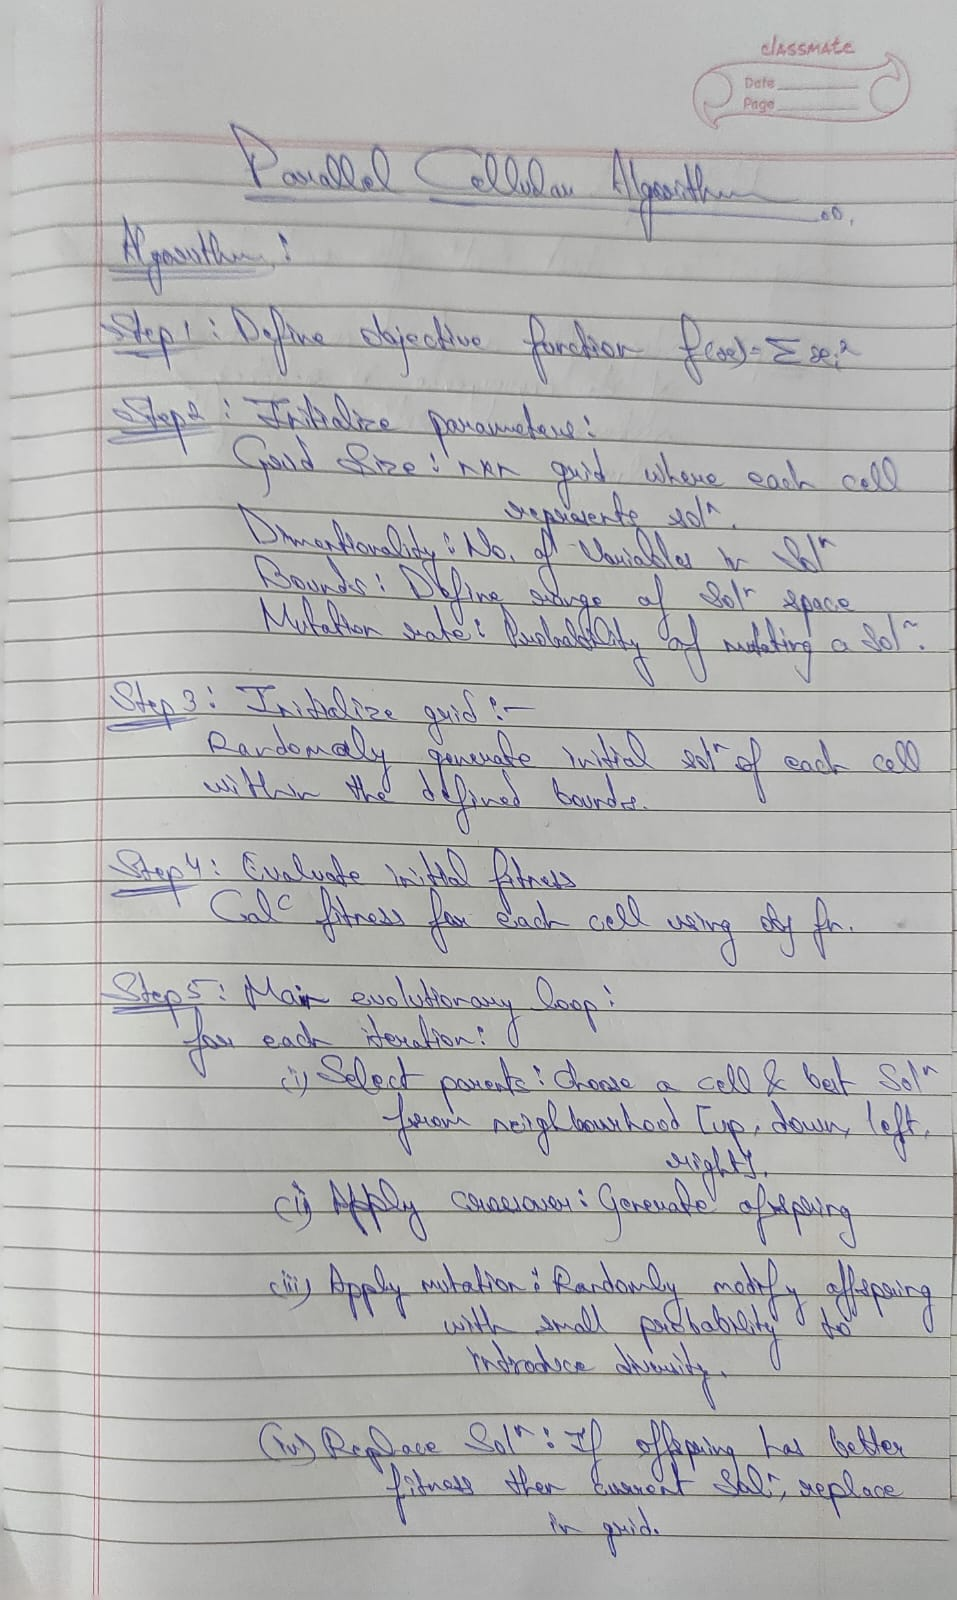 classmate
Date
Page
Parallel Cellular Algorithm
Algorithm :
Step 1 : Define objective function f(x) = Σ xi²
Step 2 : Initialize parameters :
Grid Size : n×n grid where each cell
represents solⁿ.
Dimentionality : No. of Variables in Solⁿ
Bounds : Define range of Solⁿ space
Mutation rate : Probability of mutating a Solⁿ.
Step 3 : Initialize grid :-
Randomly generate initial solⁿ of each cell
within the defined bounds.
Step 4 : Evaluate initial fitness
Calc fitness for each cell using obj fn.
Step 5 : Main evolutionary loop :
for each iteration :
(i) Select parents : Choose a cell & best Solⁿ
from neighbourhood [up, down, left,
right].
(ii) Apply crossover : Generate offspring
(iii) Apply mutation : Randomly modify offspring
with small probability to
introduce diversity.
(iv) Replace Solⁿ : If offspring has better
fitness then current Solⁿ, replace
in grid.